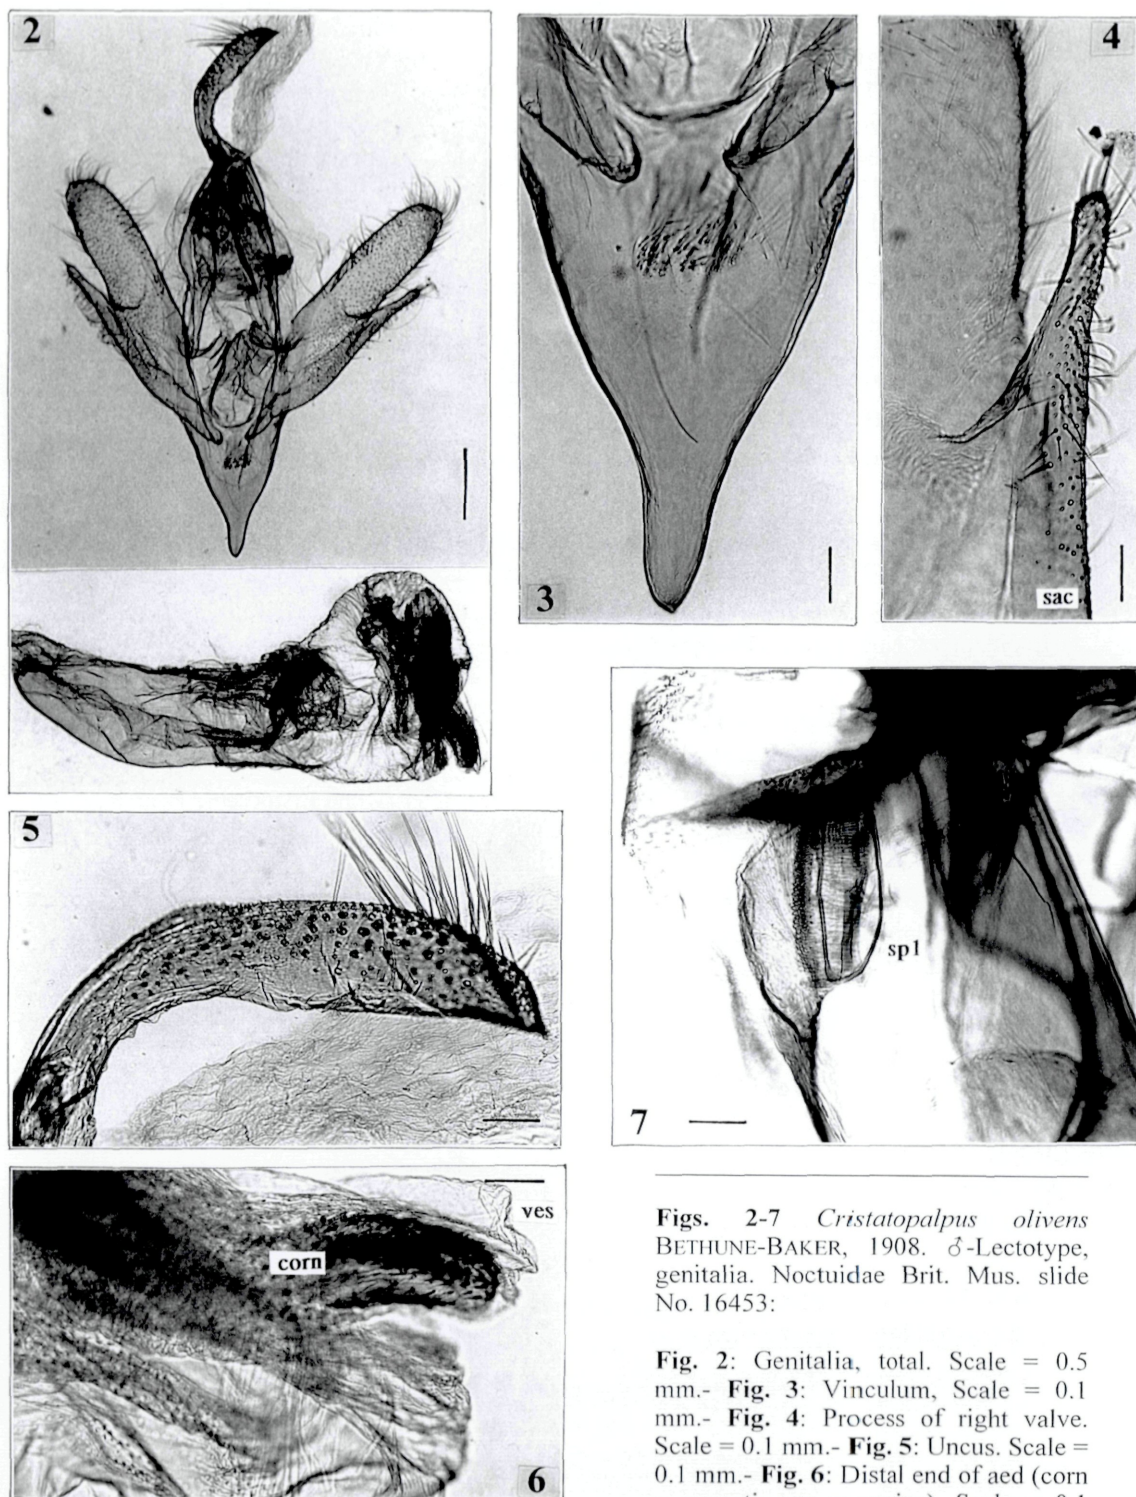 2
3
4
sac
5
sp1
7
ves
corn
6
Figs. 2-7 Cristatopalpus olivens
BETHUNE-BAKER, 1908. ♂-Lectotype,
genitalia. Noctuidae Brit. Mus. slide
No. 16453:
Fig. 2: Genitalia, total. Scale = 0.5
mm.- Fig. 3: Vinculum, Scale = 0.1
mm.- Fig. 4: Process of right valve.
Scale = 0.1 mm.- Fig. 5: Uncus. Scale =
0.1 mm.- Fig. 6: Distal end of aed (corn